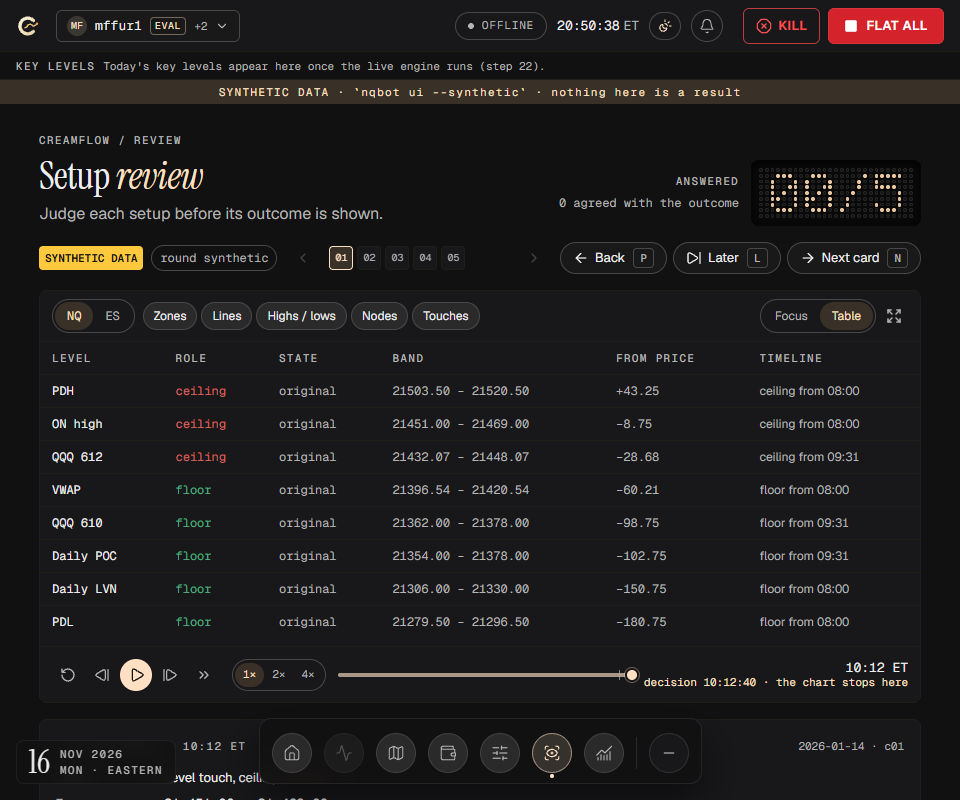 MF mffur1 EVAL +2 OFFLINE 20:50:38 ET KILL FLAT ALL
KEY LEVELS Today's key levels appear here once the live engine runs (step 22).
SYNTHETIC DATA · `nqbot ui --synthetic` · nothing here is a result
CREAMFLOW / REVIEW
Setup review
Judge each setup before its outcome is shown.
ANSWERED
0 agreed with the outcome
00/5
SYNTHETIC DATA round synthetic 01 02 03 04 05 Back P Later L Next card N
NQ ES Zones Lines Highs / lows Nodes Touches Focus Table
LEVEL ROLE STATE BAND FROM PRICE TIMELINE
PDH ceiling original 21503.50 – 21520.50 +43.25 ceiling from 08:00
ON high ceiling original 21451.00 – 21469.00 −8.75 ceiling from 08:00
QQQ 612 ceiling original 21432.07 – 21448.07 −28.68 ceiling from 09:31
VWAP floor original 21396.54 – 21420.54 −60.21 floor from 08:00
QQQ 610 floor original 21362.00 – 21378.00 −98.75 floor from 09:31
Daily POC floor original 21354.00 – 21378.00 −102.75 floor from 09:31
Daily LVN floor original 21306.00 – 21330.00 −150.75 floor from 08:00
PDL floor original 21279.50 – 21296.50 −180.75 floor from 08:00
1× 2× 4× 10:12 ET
decision 10:12:40 · the chart stops here
10:12 ET 2026-01-14 · c01
16 NOV 2026
MON · EASTERN
evel touch,